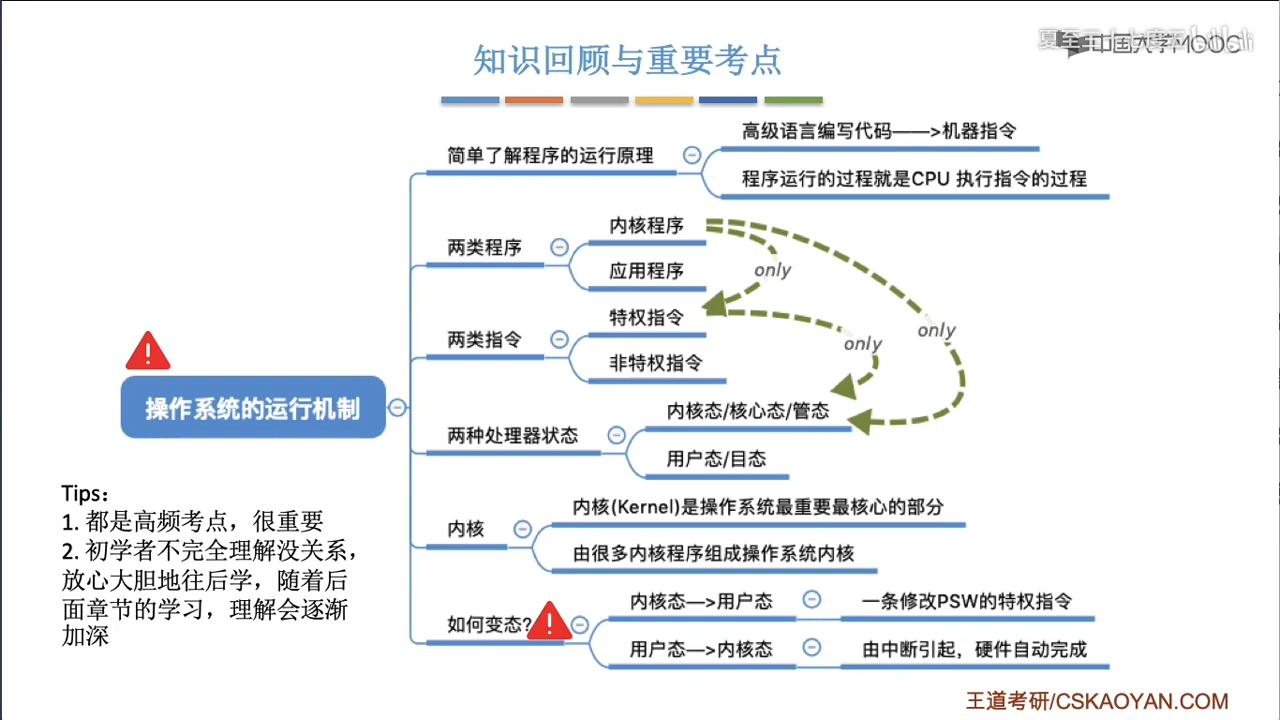 知识回顾与重要考点
中国大学MOOC
高级语言编写代码——>机器指令
简单了解程序的运行原理
程序运行的过程就是CPU 执行指令的过程
内核程序
两类程序
应用程序
only
特权指令
only
两类指令
only
非特权指令
操作系统的运行机制
内核态/核心态/管态
两种处理器状态
用户态/目态
Tips：
1. 都是高频考点，很重要
2. 初学者不完全理解没关系，
放心大胆地往后学，随着后
面章节的学习，理解会逐渐
加深
内核(Kernel)是操作系统最重要最核心的部分
内核
由很多内核程序组成操作系统内核
内核态—>用户态
一条修改PSW的特权指令
如何变态?
用户态—>内核态
由中断引起，硬件自动完成
王道考研/CSKAOYAN.COM